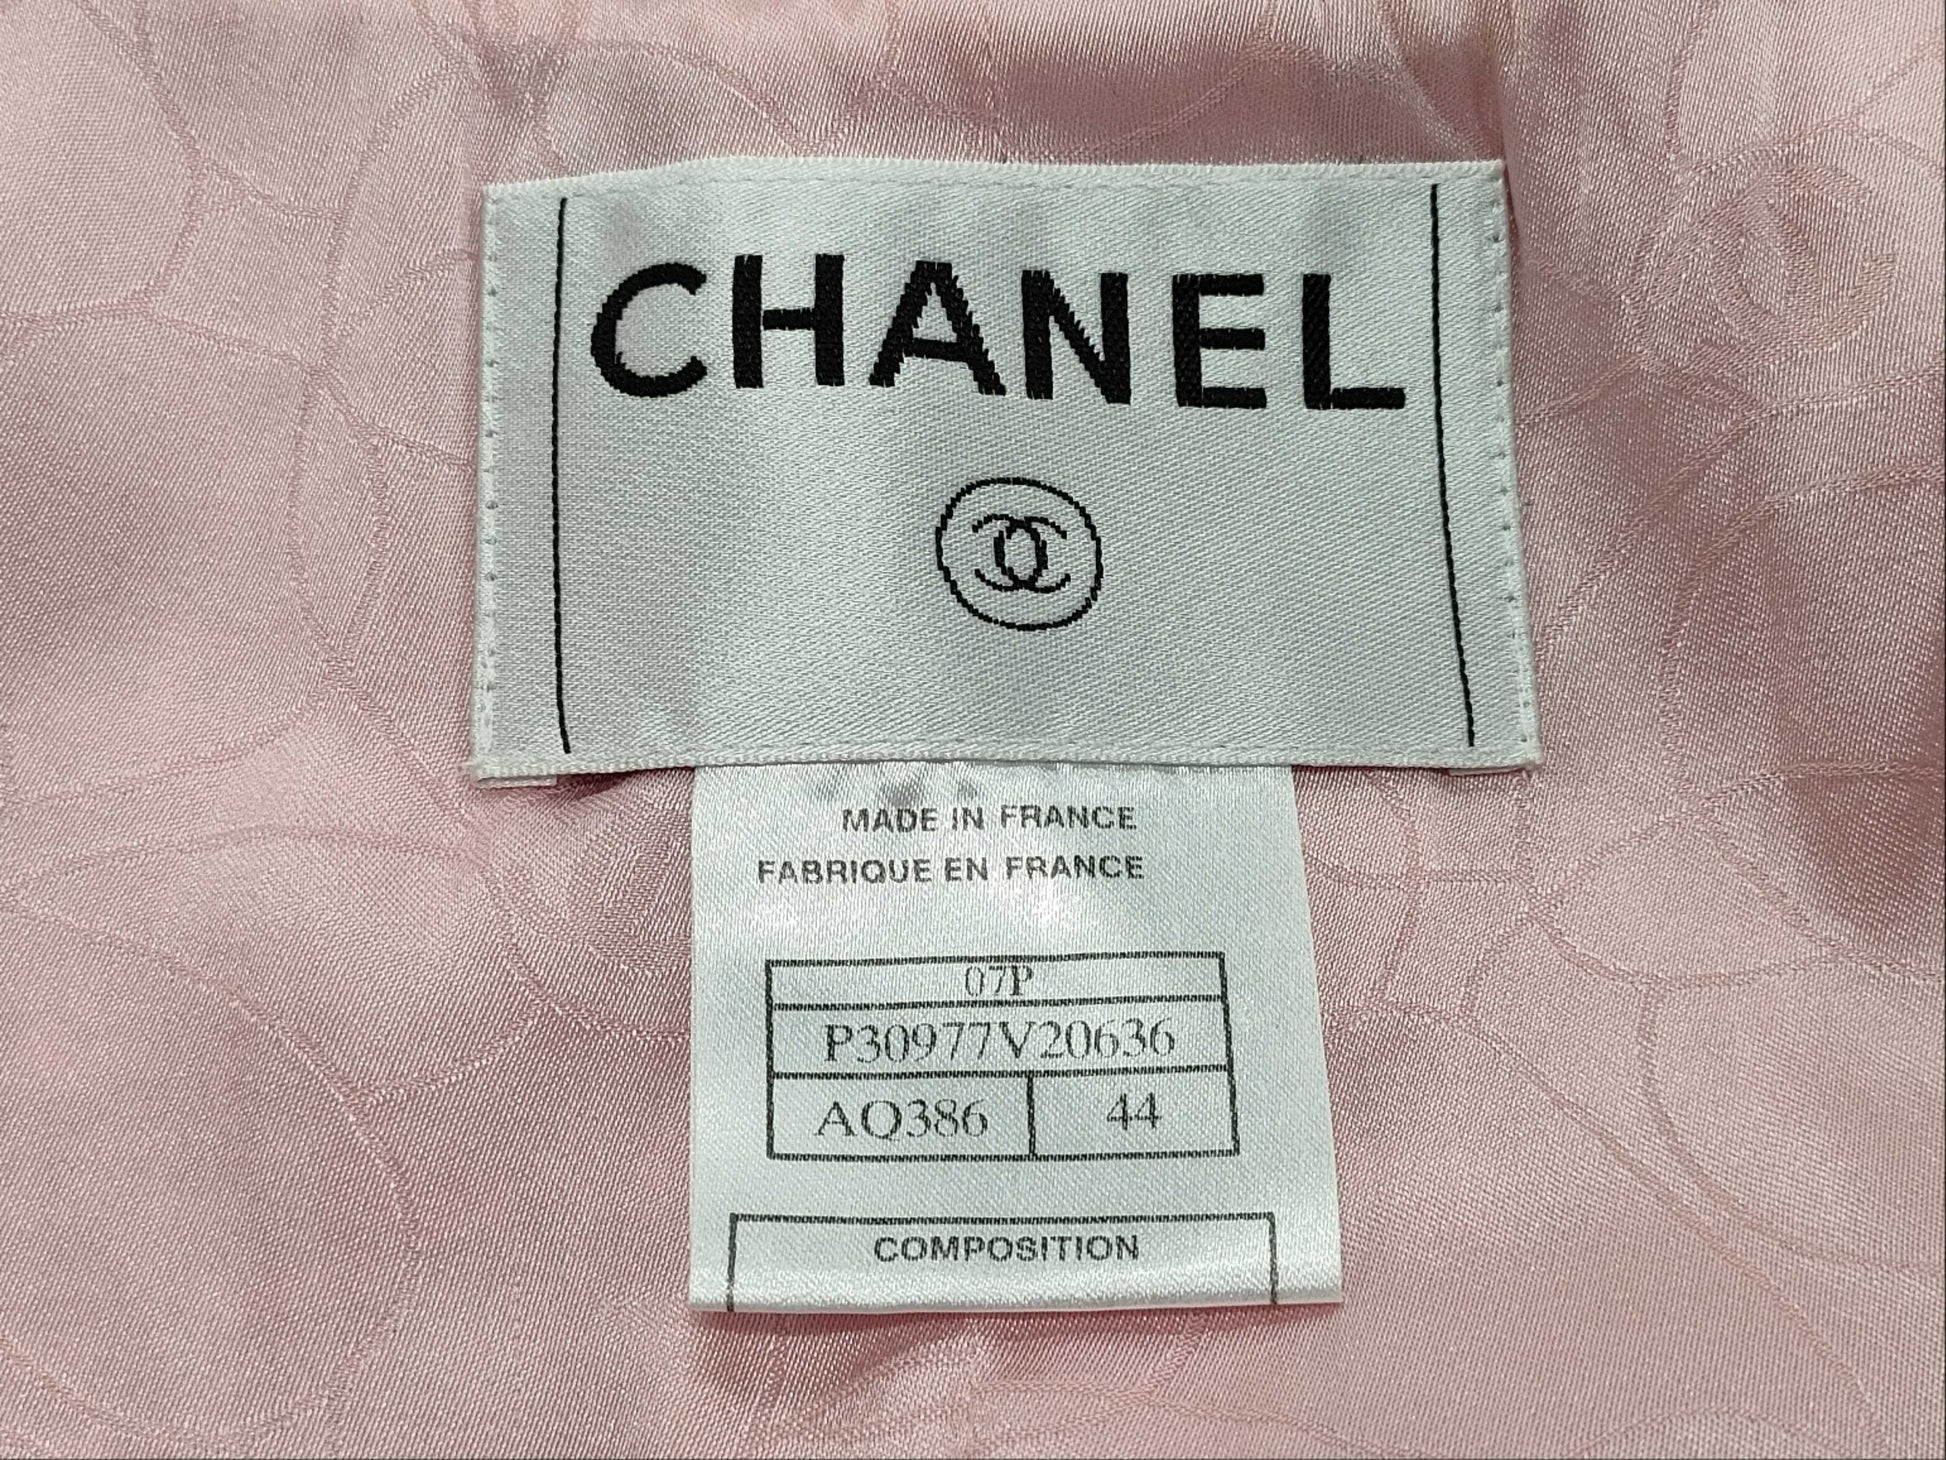 CHANEL
MADE IN FRANCE
FABRIQUE EN FRANCE
07P
P30977V20636
AQ386 44
COMPOSITION